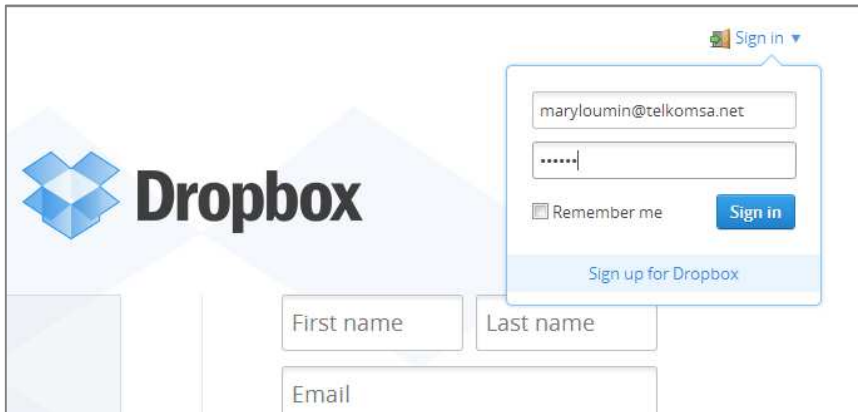 Sign in ▼
maryloumin@telkomsa.net
••••••
Remember me
Sign in
Sign up for Dropbox
Dropbox
First name
Last name
Email